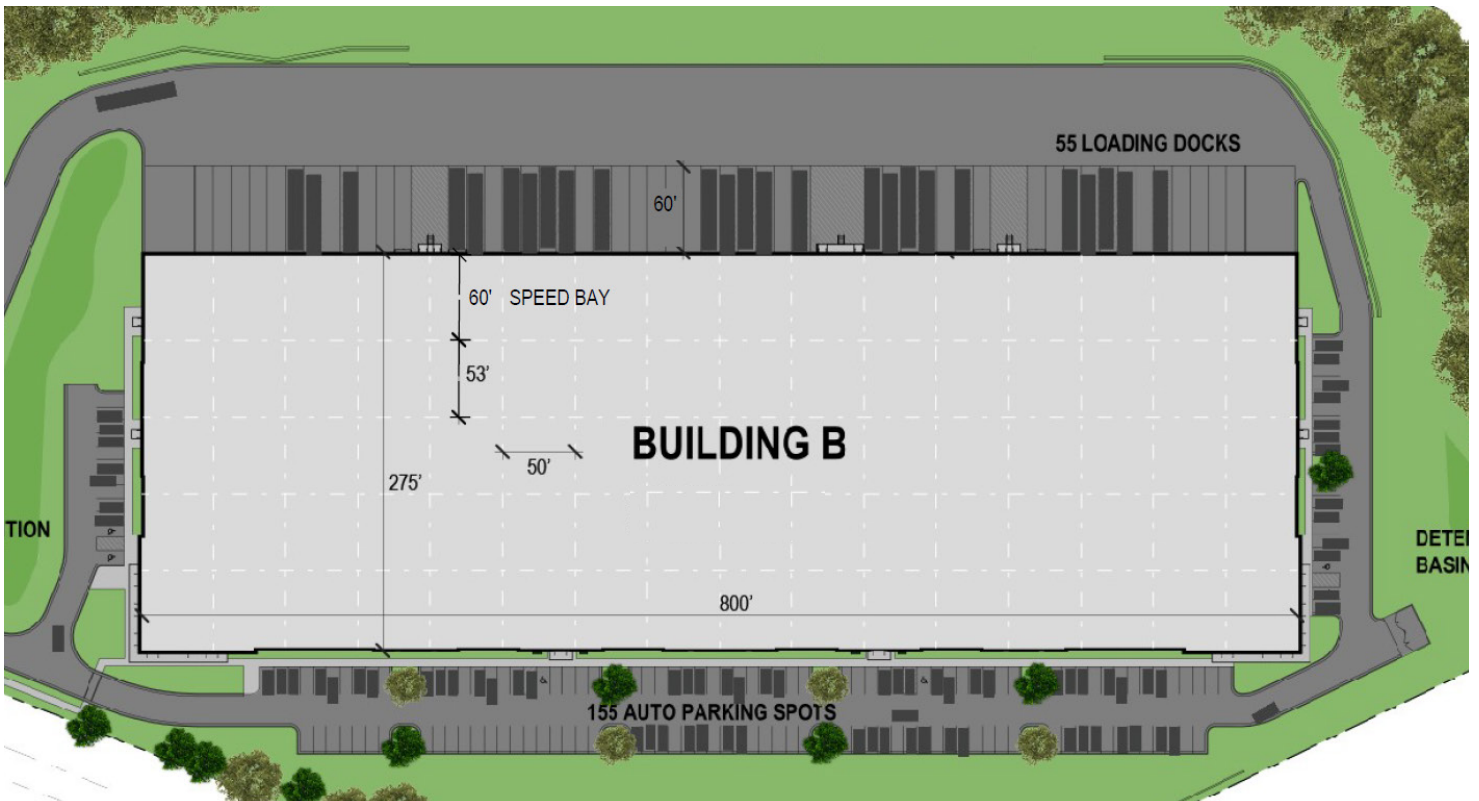 55 LOADING DOCKS
60'
60' SPEED BAY
53'
BUILDING B
50'
275'
TION
DETE
BASIN
800'
155 AUTO PARKING SPOTS